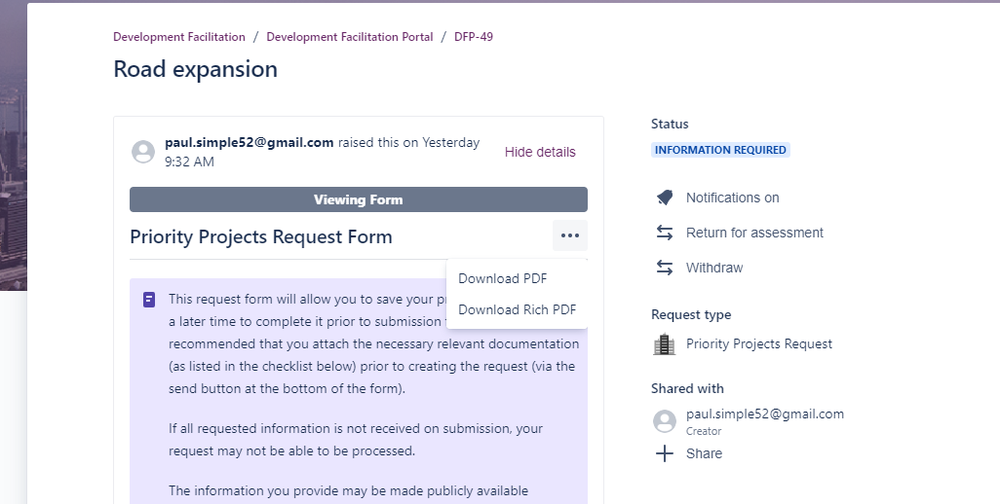 Development Facilitation / Development Facilitation Portal / DFP-49
Road expansion
paul.simple52@gmail.com raised this on Yesterday
9:32 AM
Hide details
Viewing Form
Priority Projects Request Form
Download PDF
Download Rich PDF
This request form will allow you to save your
a later time to complete it prior to submission
recommended that you attach the necessary relevant documentation
(as listed in the checklist below) prior to creating the request (via the
send button at the bottom of the form).
If all requested information is not received on submission, your
request may not be able to be processed.
The information you provide may be made publicly available
Status
INFORMATION REQUIRED
Notifications on
Return for assessment
Withdraw
Request type
Priority Projects Request
Shared with
paul.simple52@gmail.com
Creator
Share